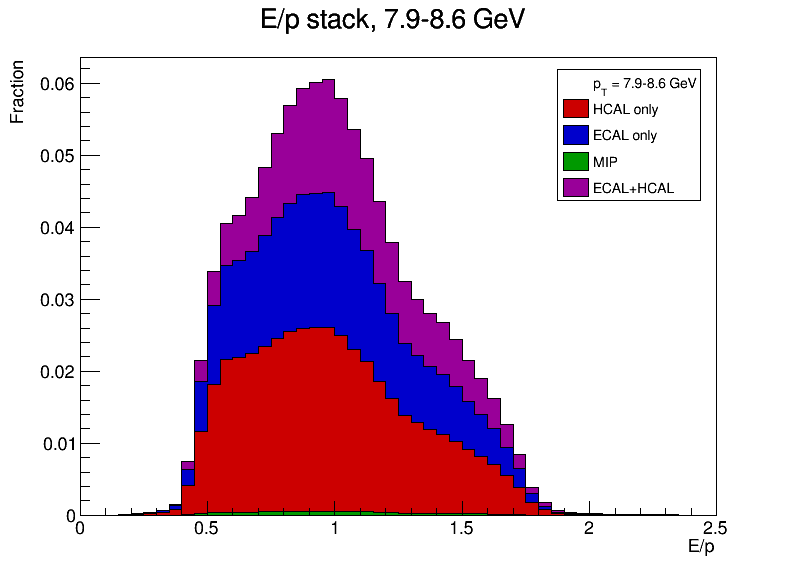 E/p stack, 7.9-8.6 GeV
Fraction
p_T = 7.9-8.6 GeV
HCAL only
ECAL only
MIP
ECAL+HCAL
0.06
0.05
0.04
0.03
0.02
0.01
0
0 0.5 1 1.5 2 2.5
E/p